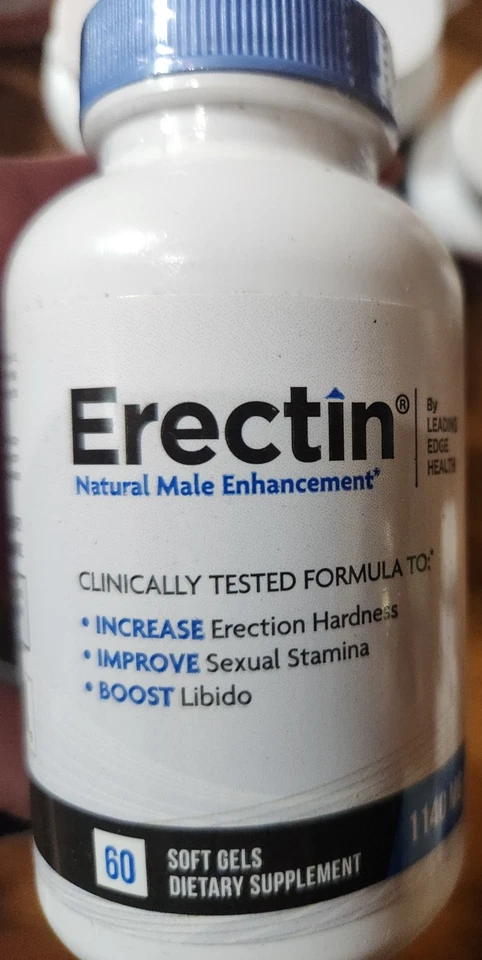 Erectin®
By
LEADING
EDGE
HEALTH
Natural Male Enhancement*
CLINICALLY TESTED FORMULA TO:*
• INCREASE Erection Hardness
• IMPROVE Sexual Stamina
• BOOST Libido
60
SOFT GELS
DIETARY SUPPLEMENT
1140